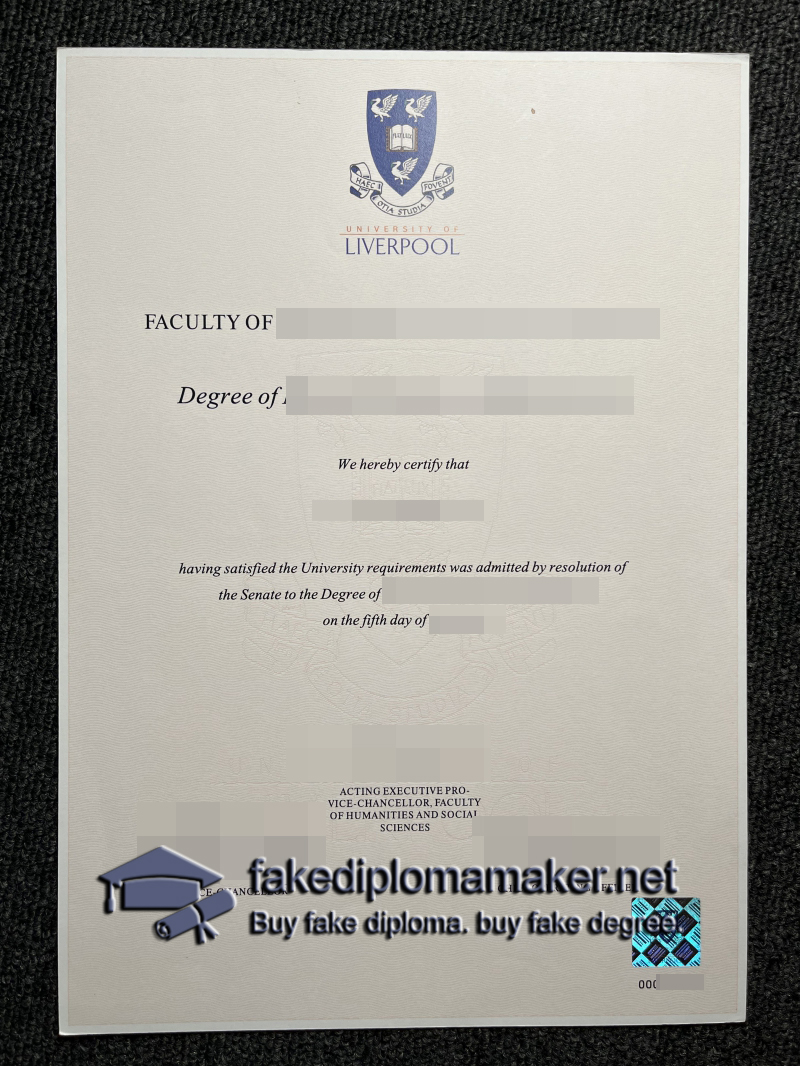 HAEC
OTIA STUDIA
FOVENT
UNIVERSITY OF
LIVERPOOL
FACULTY OF
Degree of
We hereby certify that
having satisfied the University requirements was admitted by resolution of
the Senate to the Degree of
on the fifth day of
ACTING EXECUTIVE PRO-
VICE-CHANCELLOR, FACULTY
OF HUMANITIES AND SOCIAL
SCIENCES
fakediplomamaker.net
Buy fake diploma. buy fake degree.
000